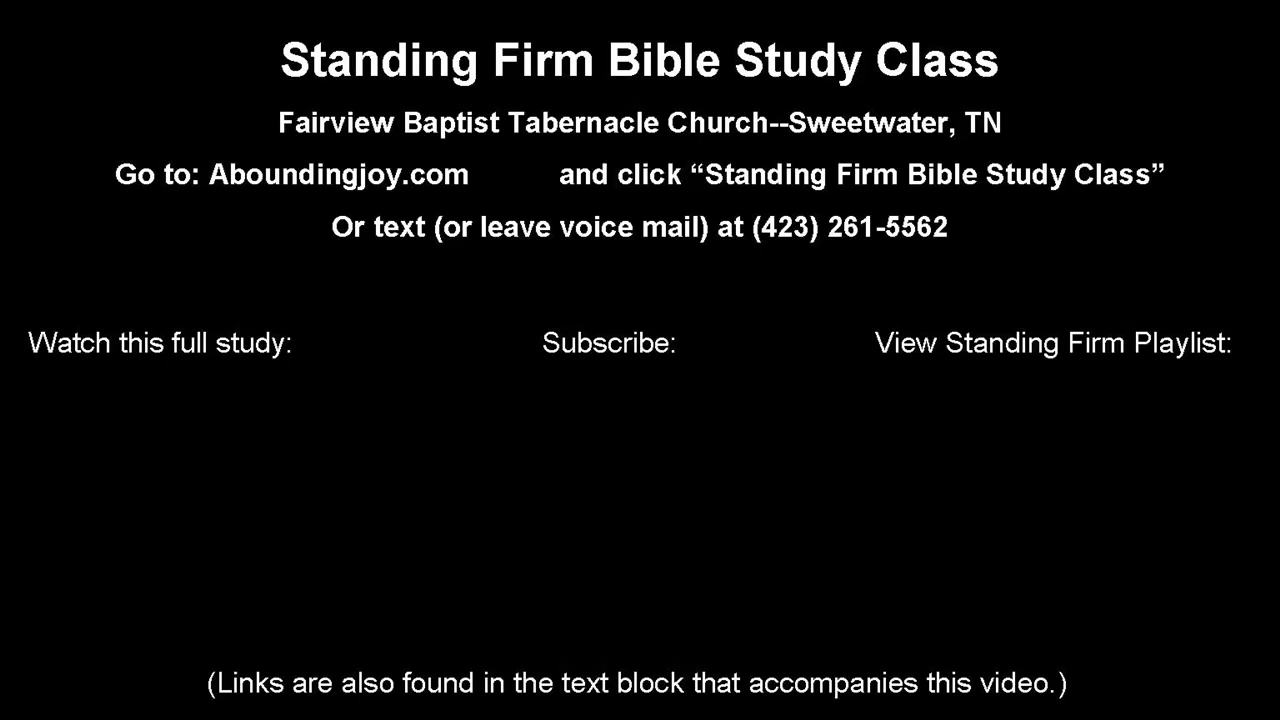 Standing Firm Bible Study Class
Fairview Baptist Tabernacle Church--Sweetwater, TN
Go to: Aboundingjoy.com and click “Standing Firm Bible Study Class”
Or text (or leave voice mail) at (423) 261-5562
Watch this full study: Subscribe: View Standing Firm Playlist:
(Links are also found in the text block that accompanies this video.)